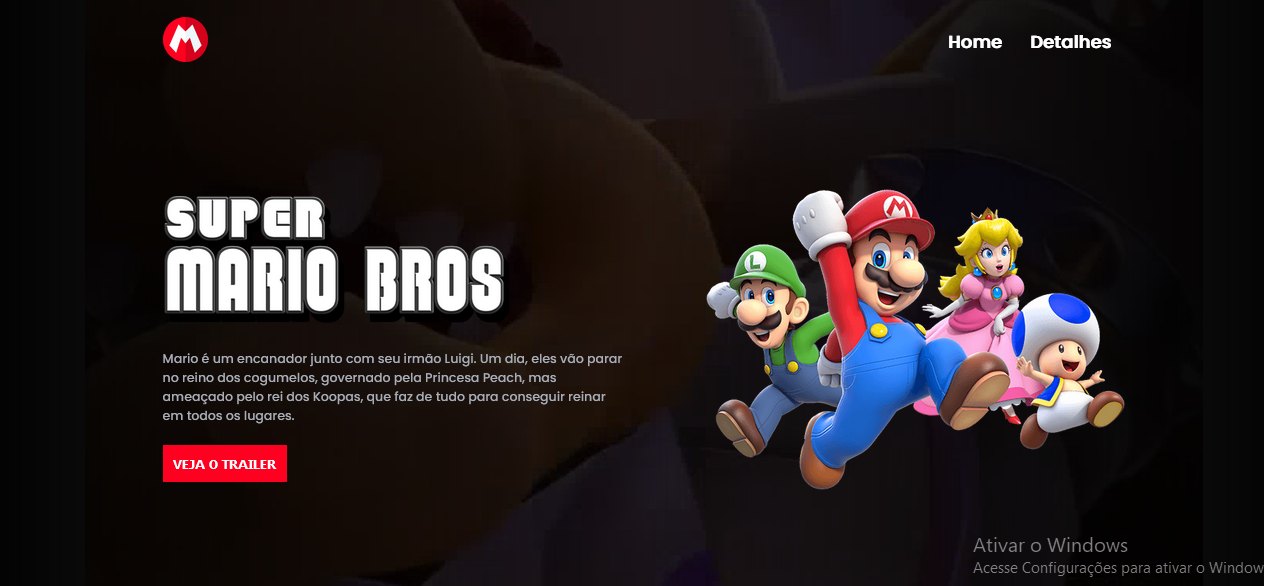 M
Home Detalhes
SUPER
MARIO BROS
Mario é um encanador junto com seu irmão Luigi. Um dia, eles vão parar
no reino dos cogumelos, governado pela Princesa Peach, mas
ameaçado pelo rei dos Koopas, que faz de tudo para conseguir reinar
em todos os lugares.
VEJA O TRAILER
M
L
Ativar o Windows
Acesse Configurações para ativar o Window